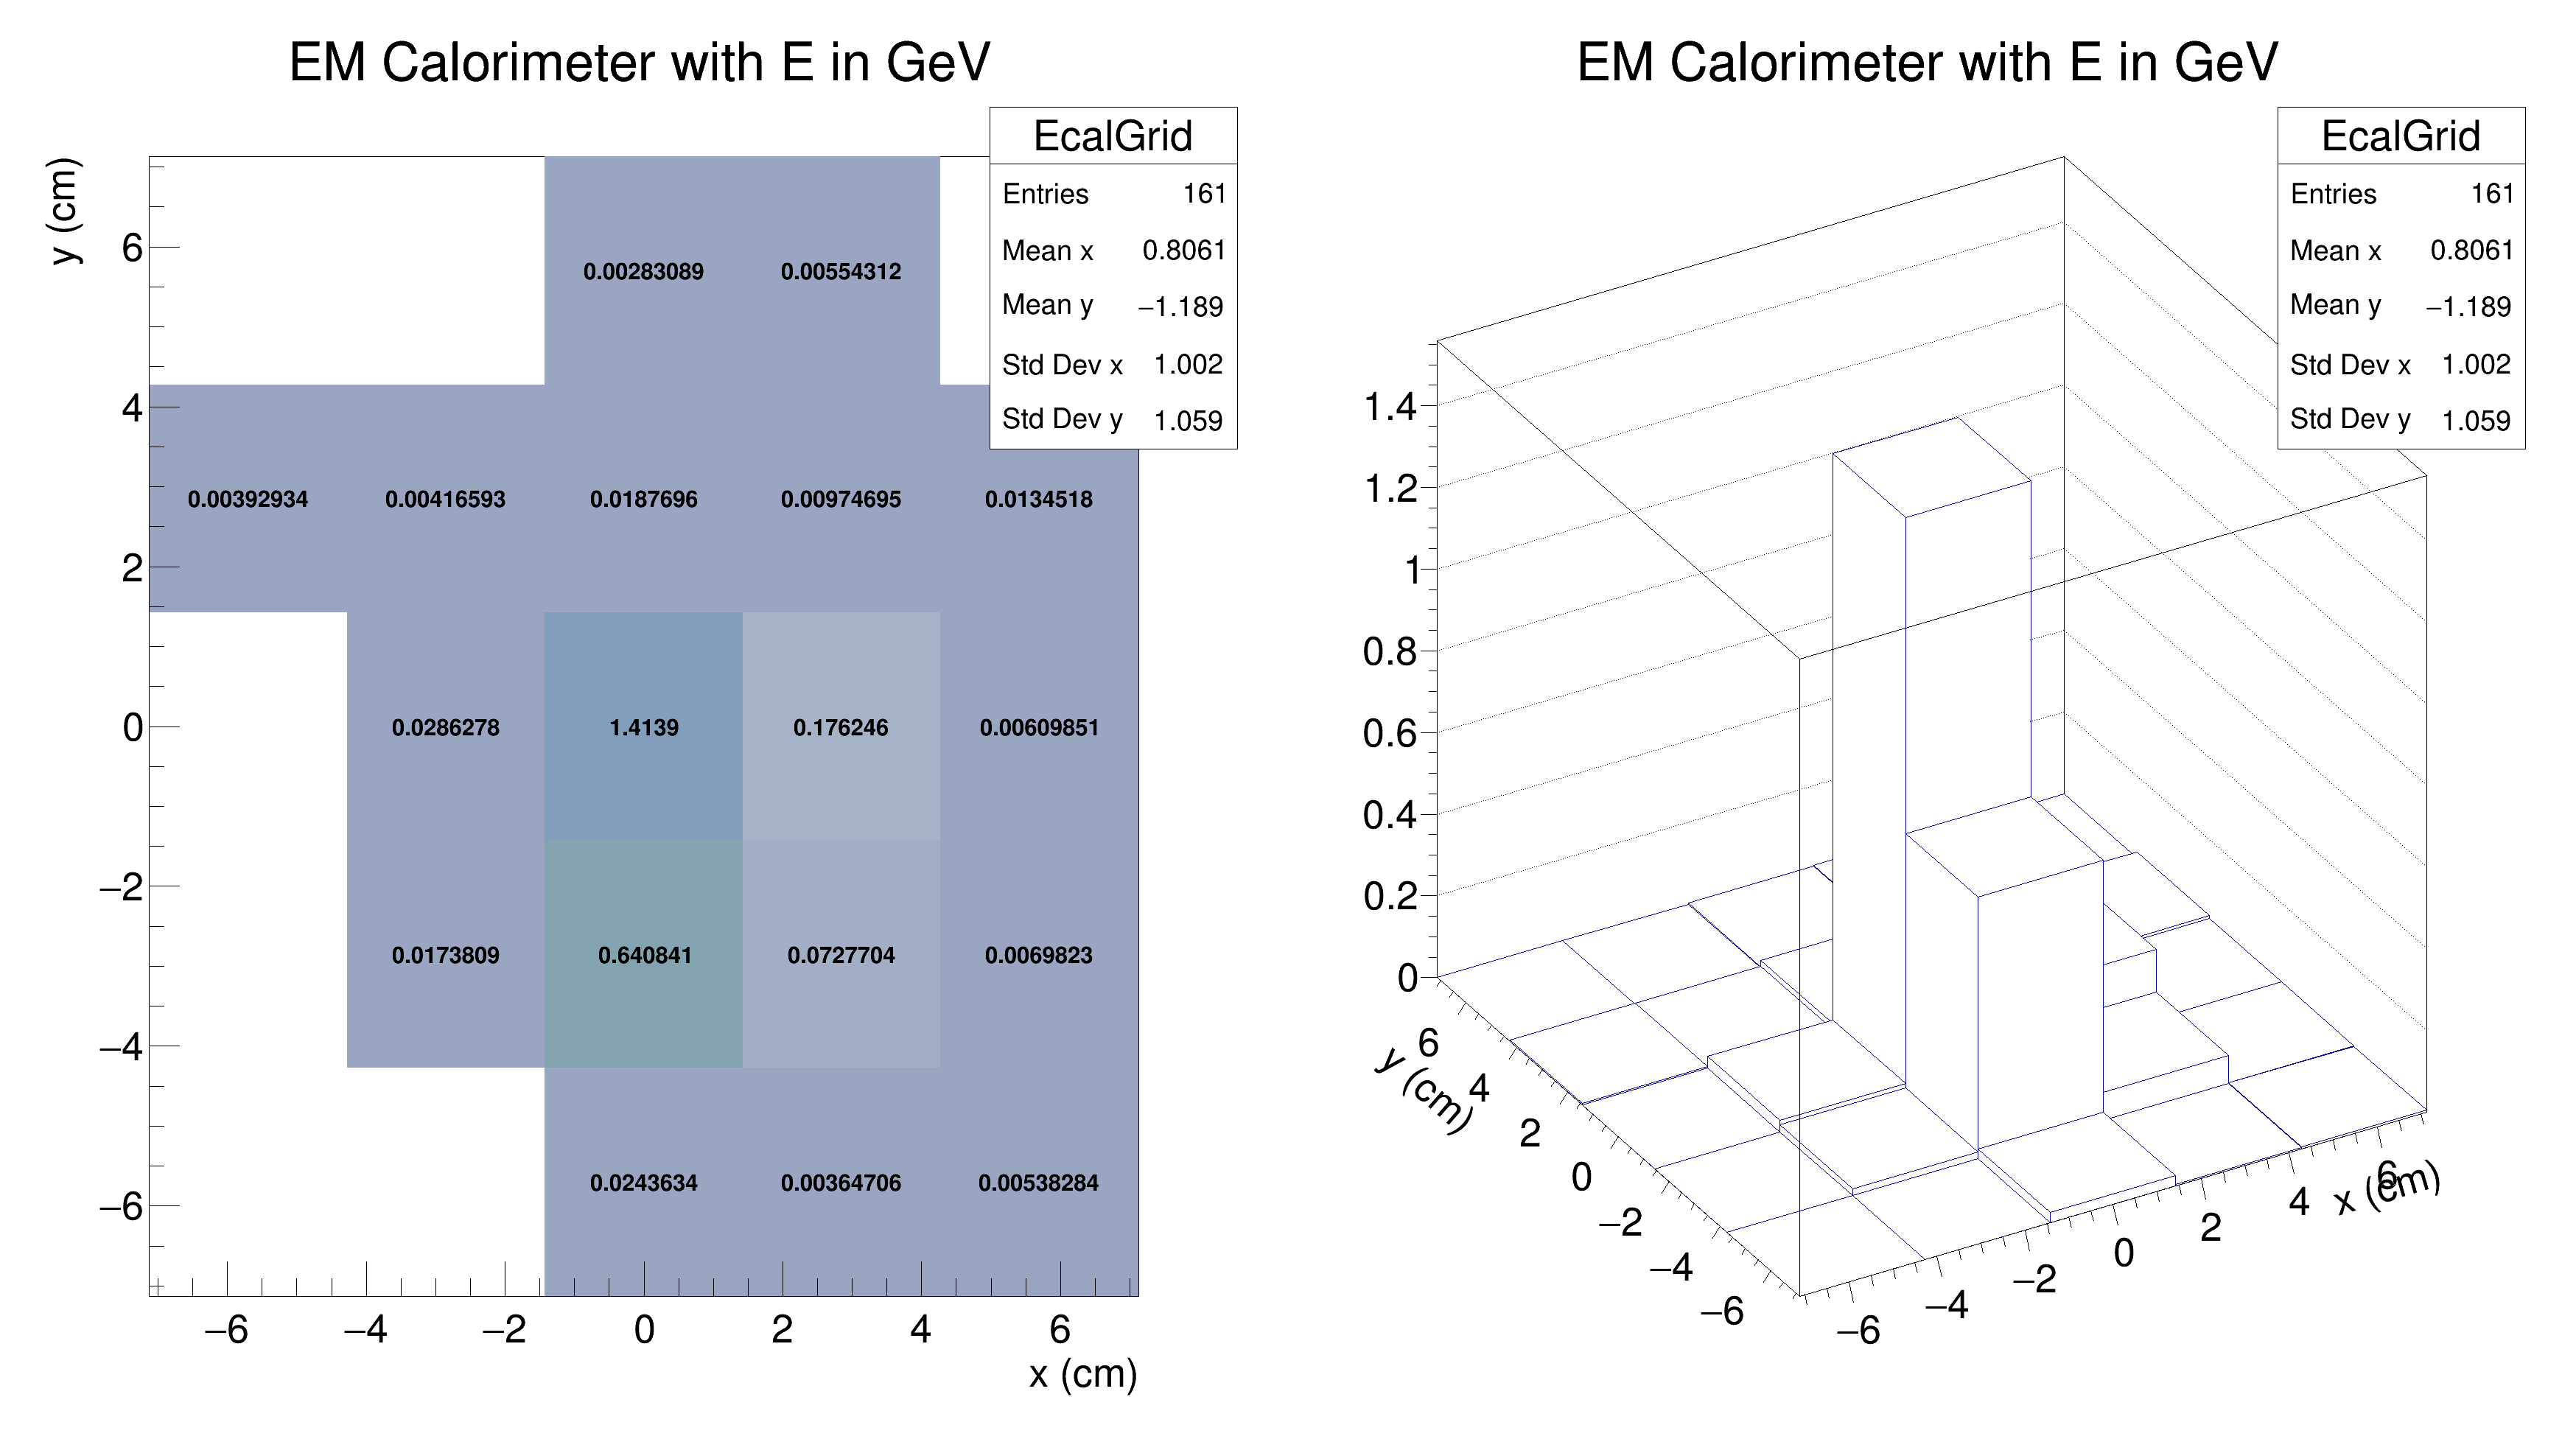 EM Calorimeter with E in GeV
EcalGrid
Entries 161
Mean x 0.8061
Mean y −1.189
Std Dev x 1.002
Std Dev y 1.059
y (cm)
6
4
2
0
−2
−4
−6
0.00283089 0.00554312
0.00392934 0.00416593 0.0187696 0.00974695 0.0134518
0.0286278 1.4139 0.176246 0.00609851
0.0173809 0.640841 0.0727704 0.0069823
0.0243634 0.00364706 0.00538284
−6 −4 −2 0 2 4 6
x (cm)
EM Calorimeter with E in GeV
EcalGrid
Entries 161
Mean x 0.8061
Mean y −1.189
Std Dev x 1.002
Std Dev y 1.059
1.4
1.2
1
0.8
0.6
0.4
0.2
0
y (cm)
6
4
2
0
−2
−4
−6
−6
−4
−2
0
2
4
6
x (cm)